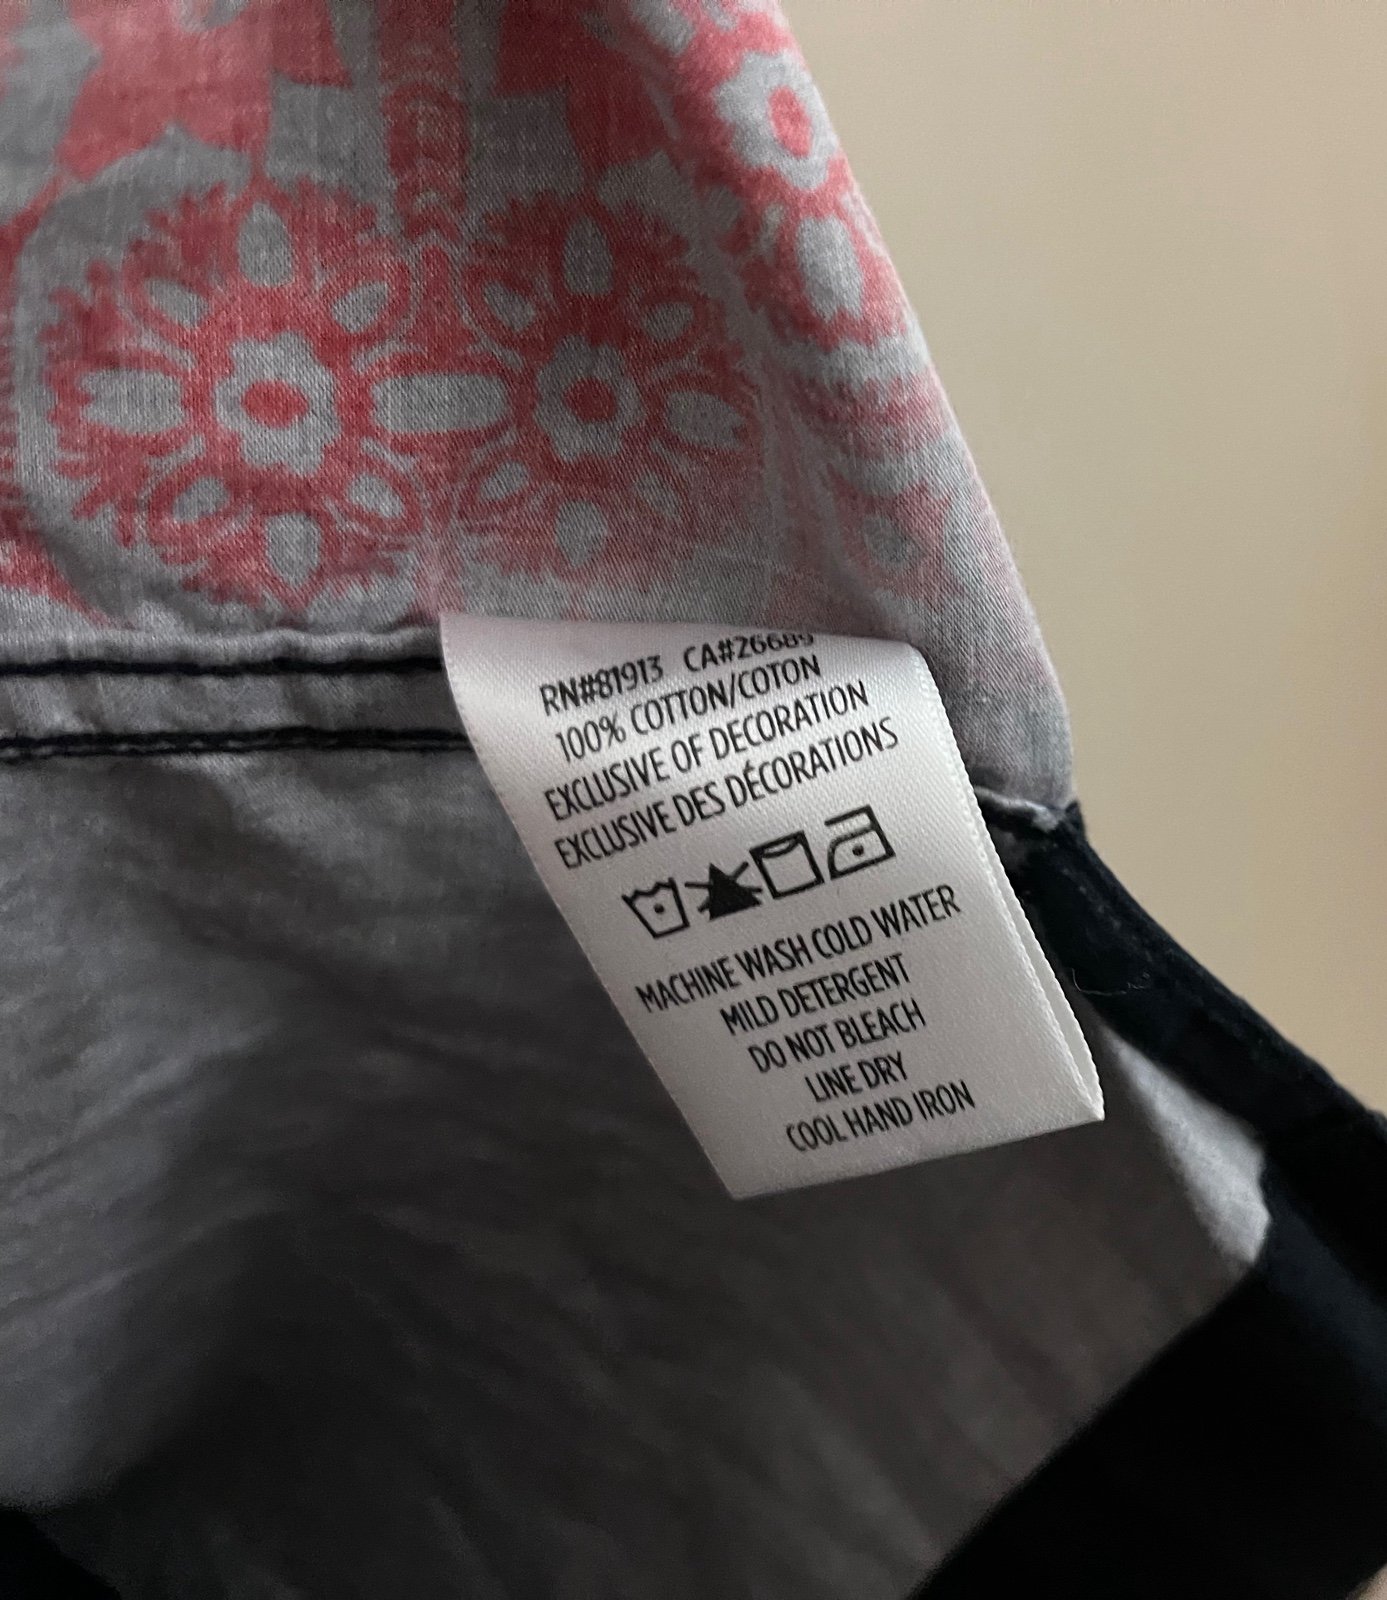 RN#81913 CA#26685
100% COTTON/COTON
EXCLUSIVE OF DECORATION
EXCLUSIVE DES DÉCORATIONS
MACHINE WASH COLD WATER
MILD DETERGENT
DO NOT BLEACH
LINE DRY
COOL HAND IRON